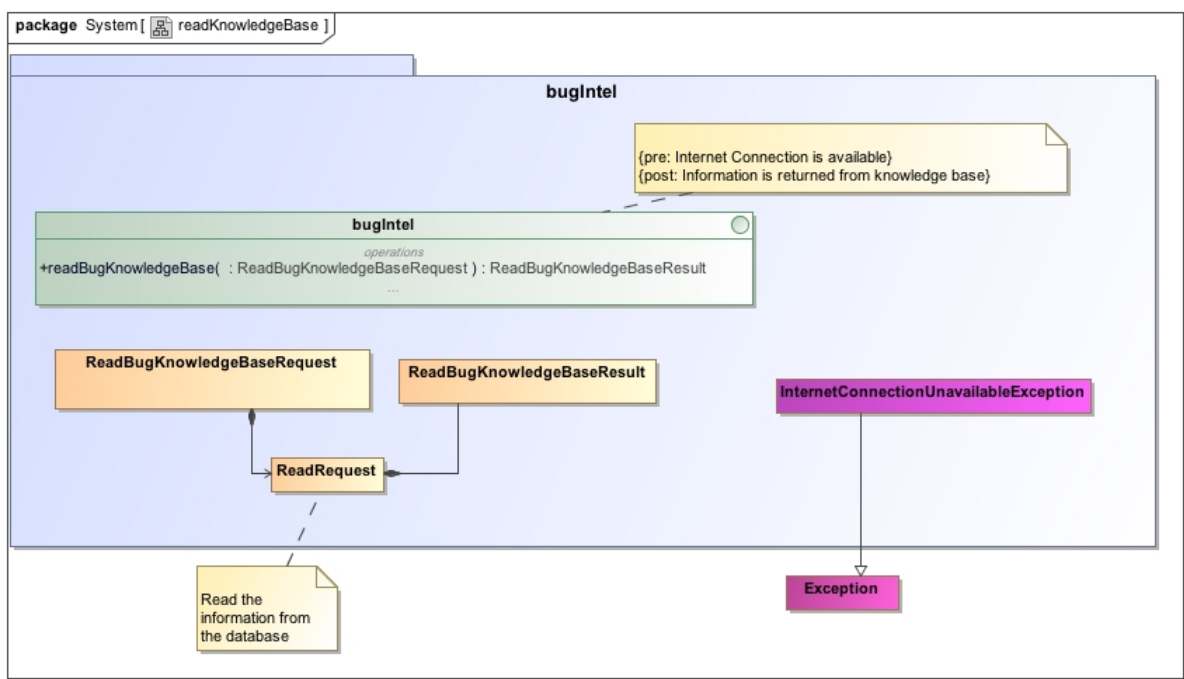 package System[ readKnowledgeBase ]
bugIntel
{pre: Internet Connection is available}
{post: Information is returned from knowledge base}
bugIntel
operations
+readBugKnowledgeBase( : ReadBugKnowledgeBaseRequest ) : ReadBugKnowledgeBaseResult
...
ReadBugKnowledgeBaseRequest
ReadBugKnowledgeBaseResult
InternetConnectionUnavailableException
ReadRequest
Exception
Read the
information from
the database